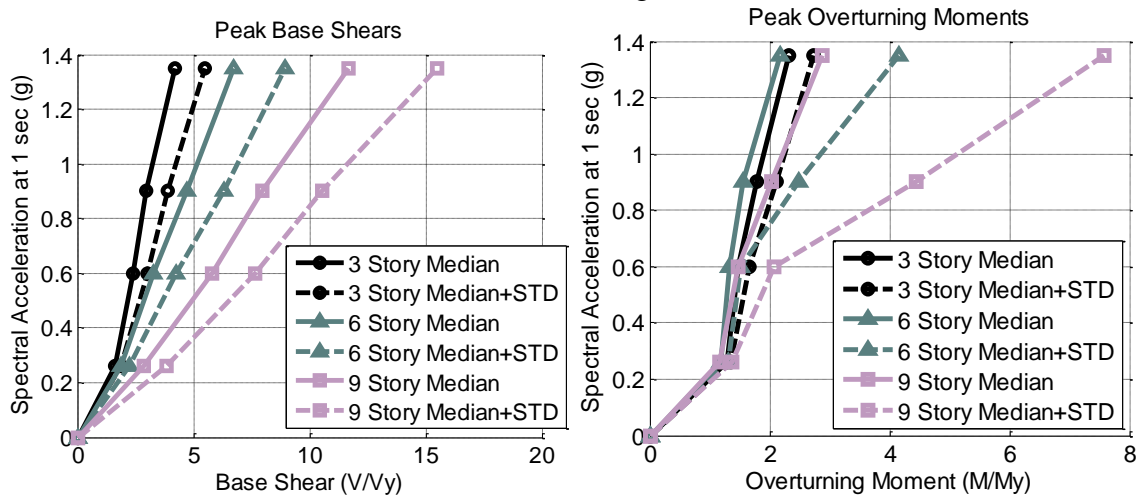 Peak Base Shears
Spectral Acceleration at 1 sec (g)
1.4
1.2
1
0.8
0.6
0.4
0.2
0
0
5
10
15
20
Base Shear (V/Vy)
3 Story Median
3 Story Median+STD
6 Story Median
6 Story Median+STD
9 Story Median
9 Story Median+STD
Peak Overturning Moments
Spectral Acceleration at 1 sec (g)
1.4
1.2
1
0.8
0.6
0.4
0.2
0
0
2
4
6
8
Overturning Moment (M/My)
3 Story Median
3 Story Median+STD
6 Story Median
6 Story Median+STD
9 Story Median
9 Story Median+STD